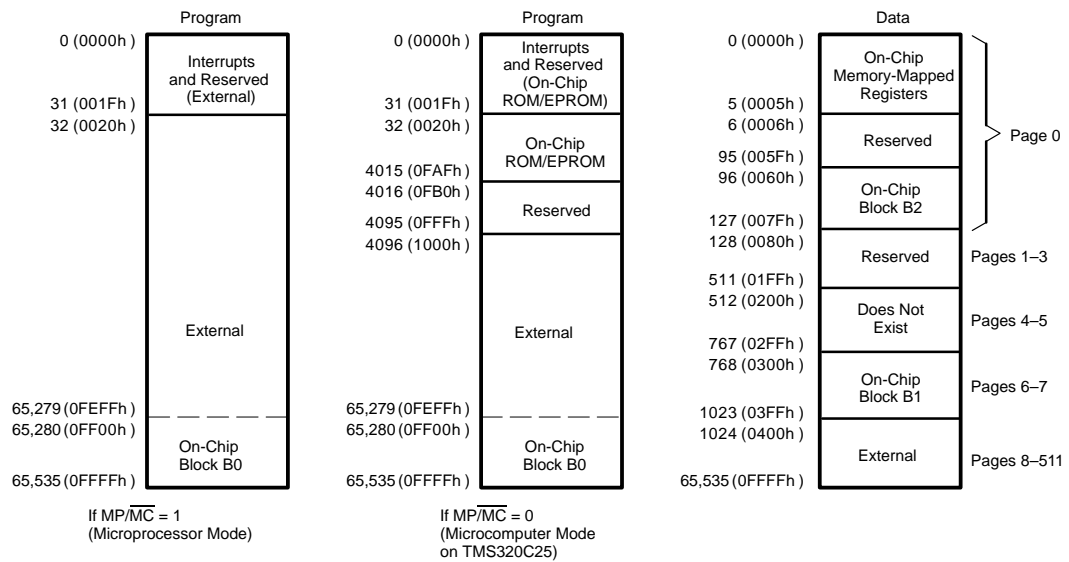 Program
0 (0000h )
Interrupts
and Reserved
(External)
31 (001Fh )
32 (0020h )
External
65,279 (0FEFFh )
65,280 (0FF00h )
On-Chip
Block B0
65,535 (0FFFFh )
If MP/MC = 1
(Microprocessor Mode)
Program
0 (0000h )
Interrupts
and Reserved
(On-Chip
ROM/EPROM)
31 (001Fh )
32 (0020h )
On-Chip
ROM/EPROM
4015 (0FAFh )
4016 (0FB0h )
Reserved
4095 (0FFFh )
4096 (1000h )
External
65,279 (0FEFFh )
65,280 (0FF00h )
On-Chip
Block B0
65,535 (0FFFFh )
If MP/MC = 0
(Microcomputer Mode
on TMS320C25)
Data
0 (0000h )
On-Chip
Memory-Mapped
Registers
5 (0005h )
6 (0006h )
Reserved
Page 0
95 (005Fh )
96 (0060h )
On-Chip
Block B2
127 (007Fh )
128 (0080h )
Reserved
Pages 1–3
511 (01FFh )
512 (0200h )
Does Not
Exist
Pages 4–5
767 (02FFh )
768 (0300h )
On-Chip
Block B1
Pages 6–7
1023 (03FFh )
1024 (0400h )
External
Pages 8–511
65,535 (0FFFFh )